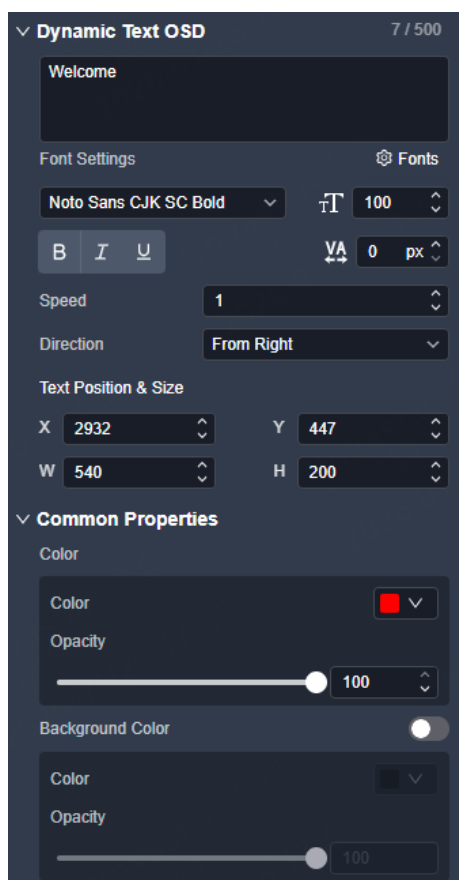 Dynamic Text OSD 7 / 500
Welcome
Font Settings Fonts
Noto Sans CJK SC Bold TT 100
B I U VA 0 px
Speed 1
Direction From Right
Text Position & Size
X 2932 Y 447
W 540 H 200
Common Properties
Color
Color
Opacity
100
Background Color
Color
Opacity
100